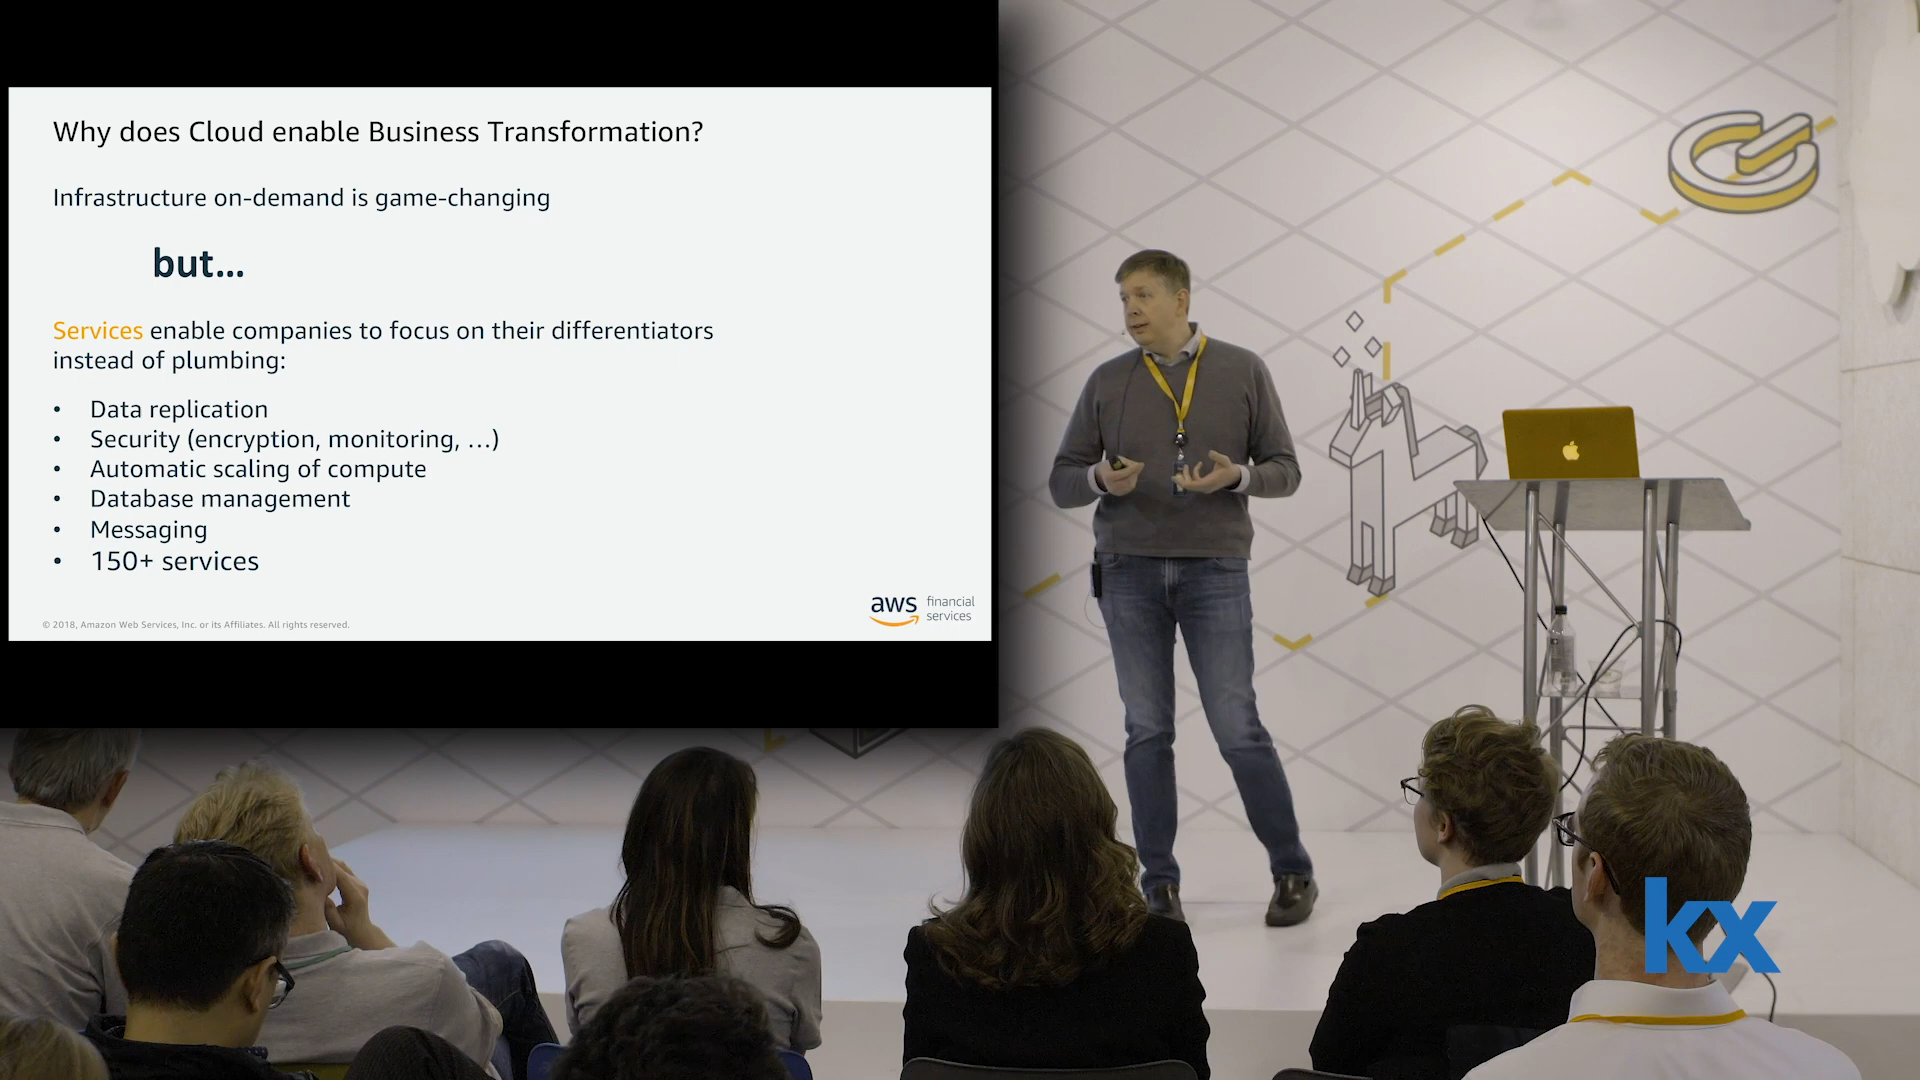 Why does Cloud enable Business Transformation?
Infrastructure on-demand is game-changing
but...
Services enable companies to focus on their differentiators
instead of plumbing:
• Data replication
• Security (encryption, monitoring, …)
• Automatic scaling of compute
• Database management
• Messaging
• 150+ services
© 2018, Amazon Web Services, Inc. or its Affiliates. All rights reserved.
aws financial
services
kx